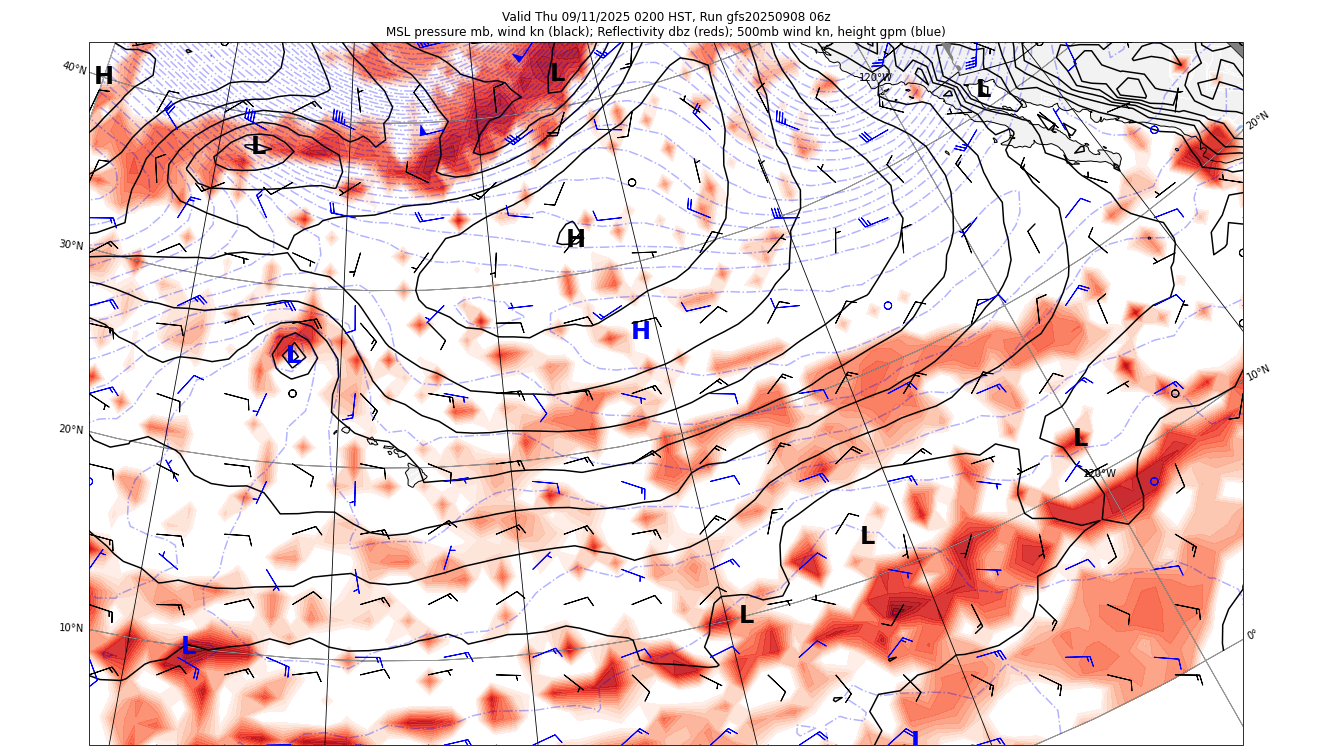 Valid Thu 09/11/2025 0200 HST, Run gfs20250908 06z
MSL pressure mb, wind kn (black); Reflectivity dbz (reds); 500mb wind kn, height gpm (blue)
40°N
H
L
120°W
L
20°N
L
30°N
H
H
L
10°N
20°N
L
120°W
L
L
10°N
0°
L
L